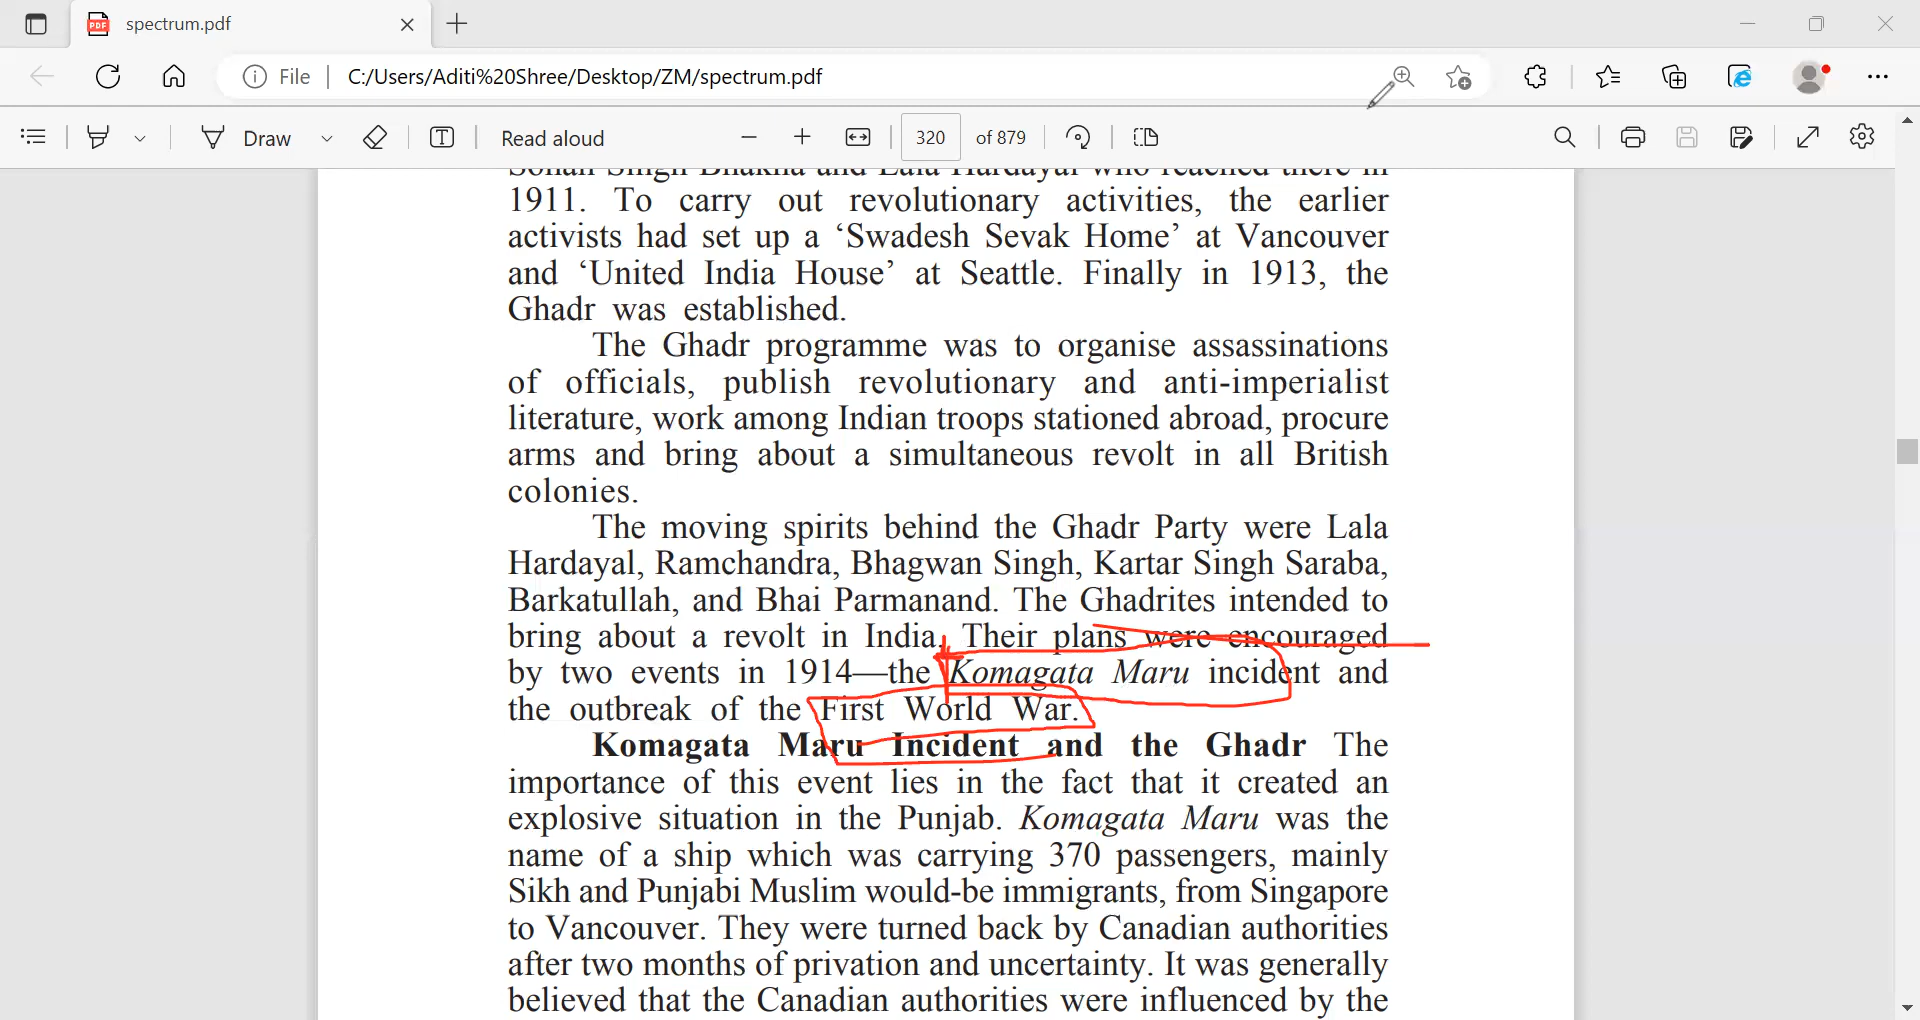 spectrum.pdf
File
C:/Users/Aditi%20Shree/Desktop/ZM/spectrum.pdf
Draw
Read aloud
320 of 879
Sohan Singh Bhakna and Lala Hardayal who reached there in
1911. To carry out revolutionary activities, the earlier
activists had set up a ‘Swadesh Sevak Home’ at Vancouver
and ‘United India House’ at Seattle. Finally in 1913, the
Ghadr was established.
The Ghadr programme was to organise assassinations
of officials, publish revolutionary and anti-imperialist
literature, work among Indian troops stationed abroad, procure
arms and bring about a simultaneous revolt in all British
colonies.
The moving spirits behind the Ghadr Party were Lala
Hardayal, Ramchandra, Bhagwan Singh, Kartar Singh Saraba,
Barkatullah, and Bhai Parmanand. The Ghadrites intended to
bring about a revolt in India. Their plans were encouraged
by two events in 1914—the Komagata Maru incident and
the outbreak of the First World War.
Komagata Maru Incident and the Ghadr The
importance of this event lies in the fact that it created an
explosive situation in the Punjab. Komagata Maru was the
name of a ship which was carrying 370 passengers, mainly
Sikh and Punjabi Muslim would-be immigrants, from Singapore
to Vancouver. They were turned back by Canadian authorities
after two months of privation and uncertainty. It was generally
believed that the Canadian authorities were influenced by the